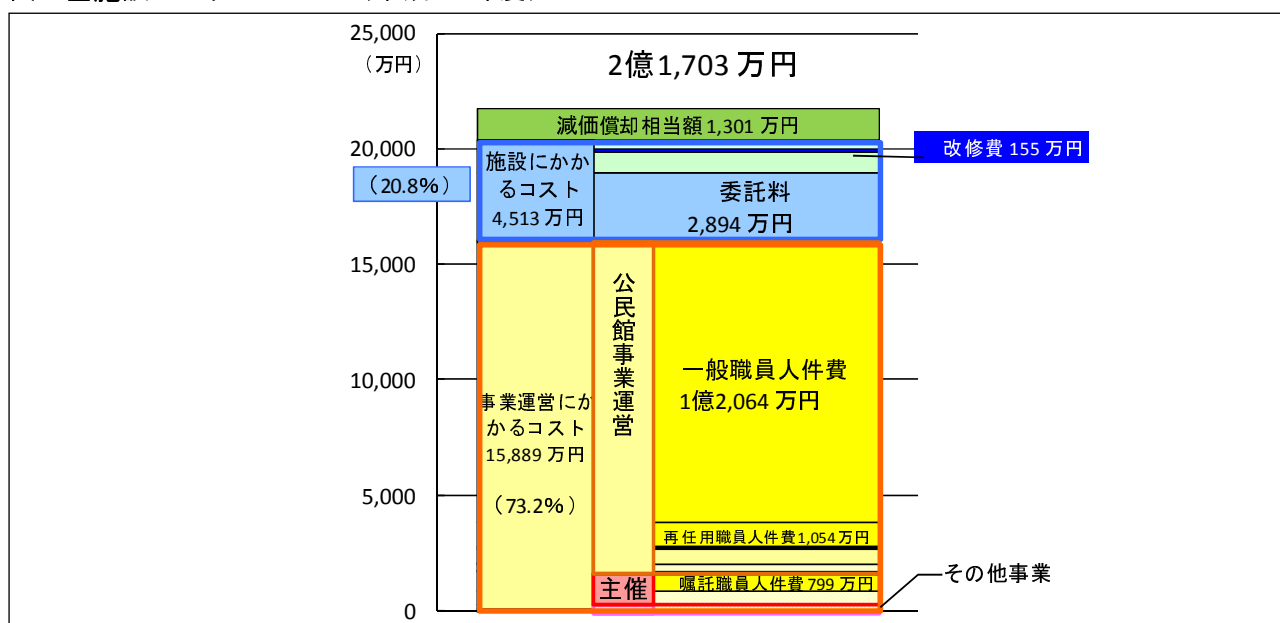 25,000
（万円）
2億1,703 万円
減価償却相当額 1,301 万円
20,000
改修費 155 万円
施設にかか
るコスト
4,513 万円
（20.8%）
委託料
2,894 万円
15,000
公民館事業運営
一般職員人件費
1億2,064 万円
10,000
事業運営にか
かるコスト
15,889 万円
（73.2%）
5,000
再任用職員人件費1,054 万円
主催
嘱託職員人件費 799 万円
その他事業
0